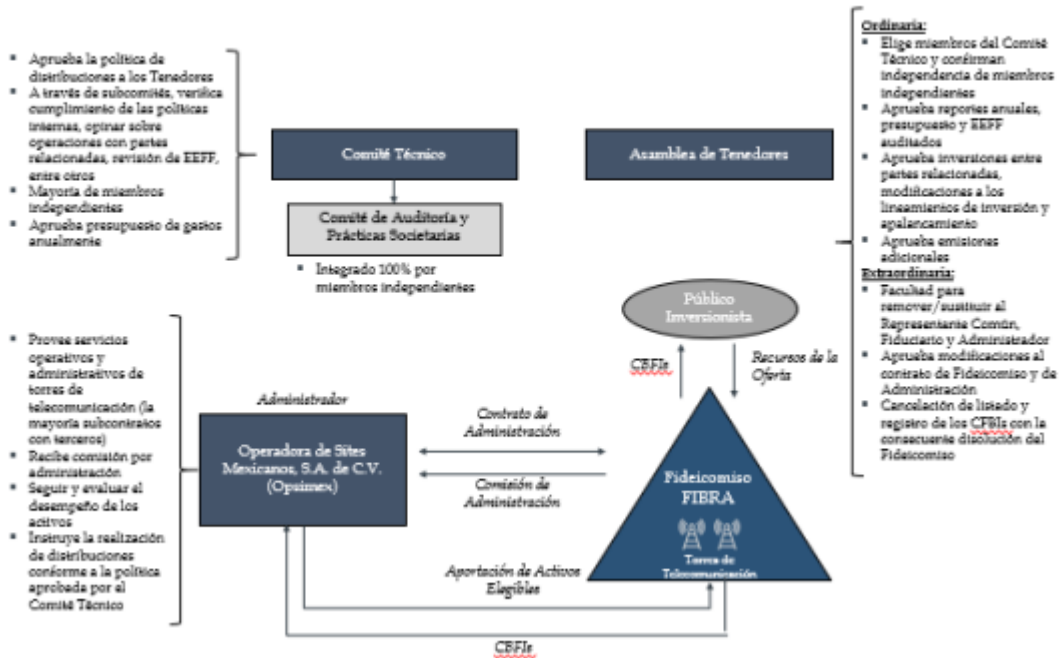 ▪ Aprueba la política de
distribuciones a los Tenedores
▪ A través de subcomités, verifica
cumplimiento de las políticas
internas, opinar sobre
operaciones con partes
relacionadas, revisión de EEFF,
entre otros
▪ Mayoría de miembros
independientes
▪ Aprueba presupuesto de gastos
anualmente
Comité Técnico
Comité de Auditoría y
Prácticas Societarias
▪ Integrado 100% por
miembros independientes
Asamblea de Tenedores
Ordinaria:
▪ Elige miembros del Comité
Técnico y confirman
independencia de miembros
independientes
▪ Aprueba reportes anuales,
presupuesto y EEFF
auditados
▪ Aprueba inversiones entre
partes relacionadas,
modificaciones a los
lineamientos de inversión y
apalancamiento
▪ Aprueba emisiones
adicionales
Extraordinaria:
▪ Facultad para
remover/sustituir al
Representante Común,
Fiduciario y Administrador
▪ Aprueba modificaciones al
contrato de Fideicomiso y de
Administración
▪ Cancelación de listado y
registro de los CFBIs con la
consecuente disolución del
Fideicomiso
Público
Inversionista
CBFIs
Recursos de la
Oferta
▪ Provee servicios
operativos y
administrativos de
torres de
telecomunicación (la
mayoría subcontratos
con terceros)
▪ Recibe comisión por
administración
▪ Seguir y evaluar el
desempeño de los
activos
▪ Instruye la realización
de distribuciones
conforme a la política
aprobada por el
Comité Técnico
Administrador
Operadora de Sites
Mexicanos, S.A. de C.V.
(Opsimex)
Contrato de
Administración
Comisión de
Administración
Fideicomiso
FIBRA
Torres de
Telecomunicación
Aportación de Activos
Elegibles
CBFIs